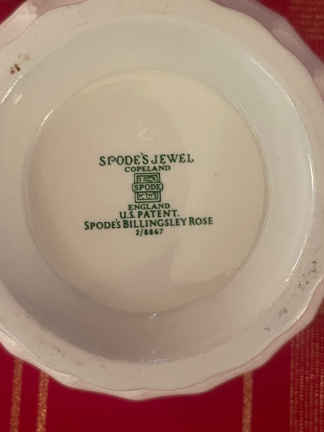 SPODE'S JEWEL
COPELAND
SPODE
ENGLAND
U.S. PATENT.
SPODE'S BILLINGSLEY ROSE
2/8867